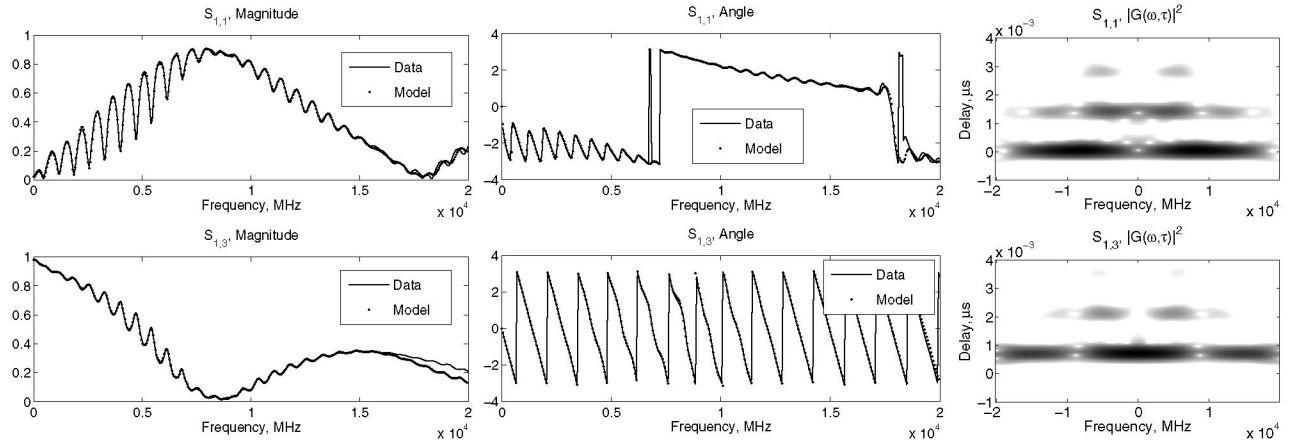 S1,1, Magnitude
1
0.8
0.6
0.4
0.2
0
0 0.5 1 1.5 2
x 10^4
Frequency, MHz
Data
Model
S1,1, Angle
4
2
0
−2
−4
0 0.5 1 1.5 2
x 10^4
Frequency, MHz
Data
Model
S1,1, |G(ω,τ)|^2
x 10^−3
4
3
2
1
0
−1
−2 −1 0 1 2
x 10^4
Delay, µs
Frequency, MHz
S1,3, Magnitude
1
0.8
0.6
0.4
0.2
0
0 0.5 1 1.5 2
x 10^4
Frequency, MHz
Data
Model
S1,3, Angle
4
2
0
−2
−4
0 0.5 1 1.5 2
x 10^4
Frequency, MHz
Data
Model
S1,3, |G(ω,τ)|^2
x 10^−3
4
3
2
1
0
−1
−2 −1 0 1 2
x 10^4
Delay, µs
Frequency, MHz